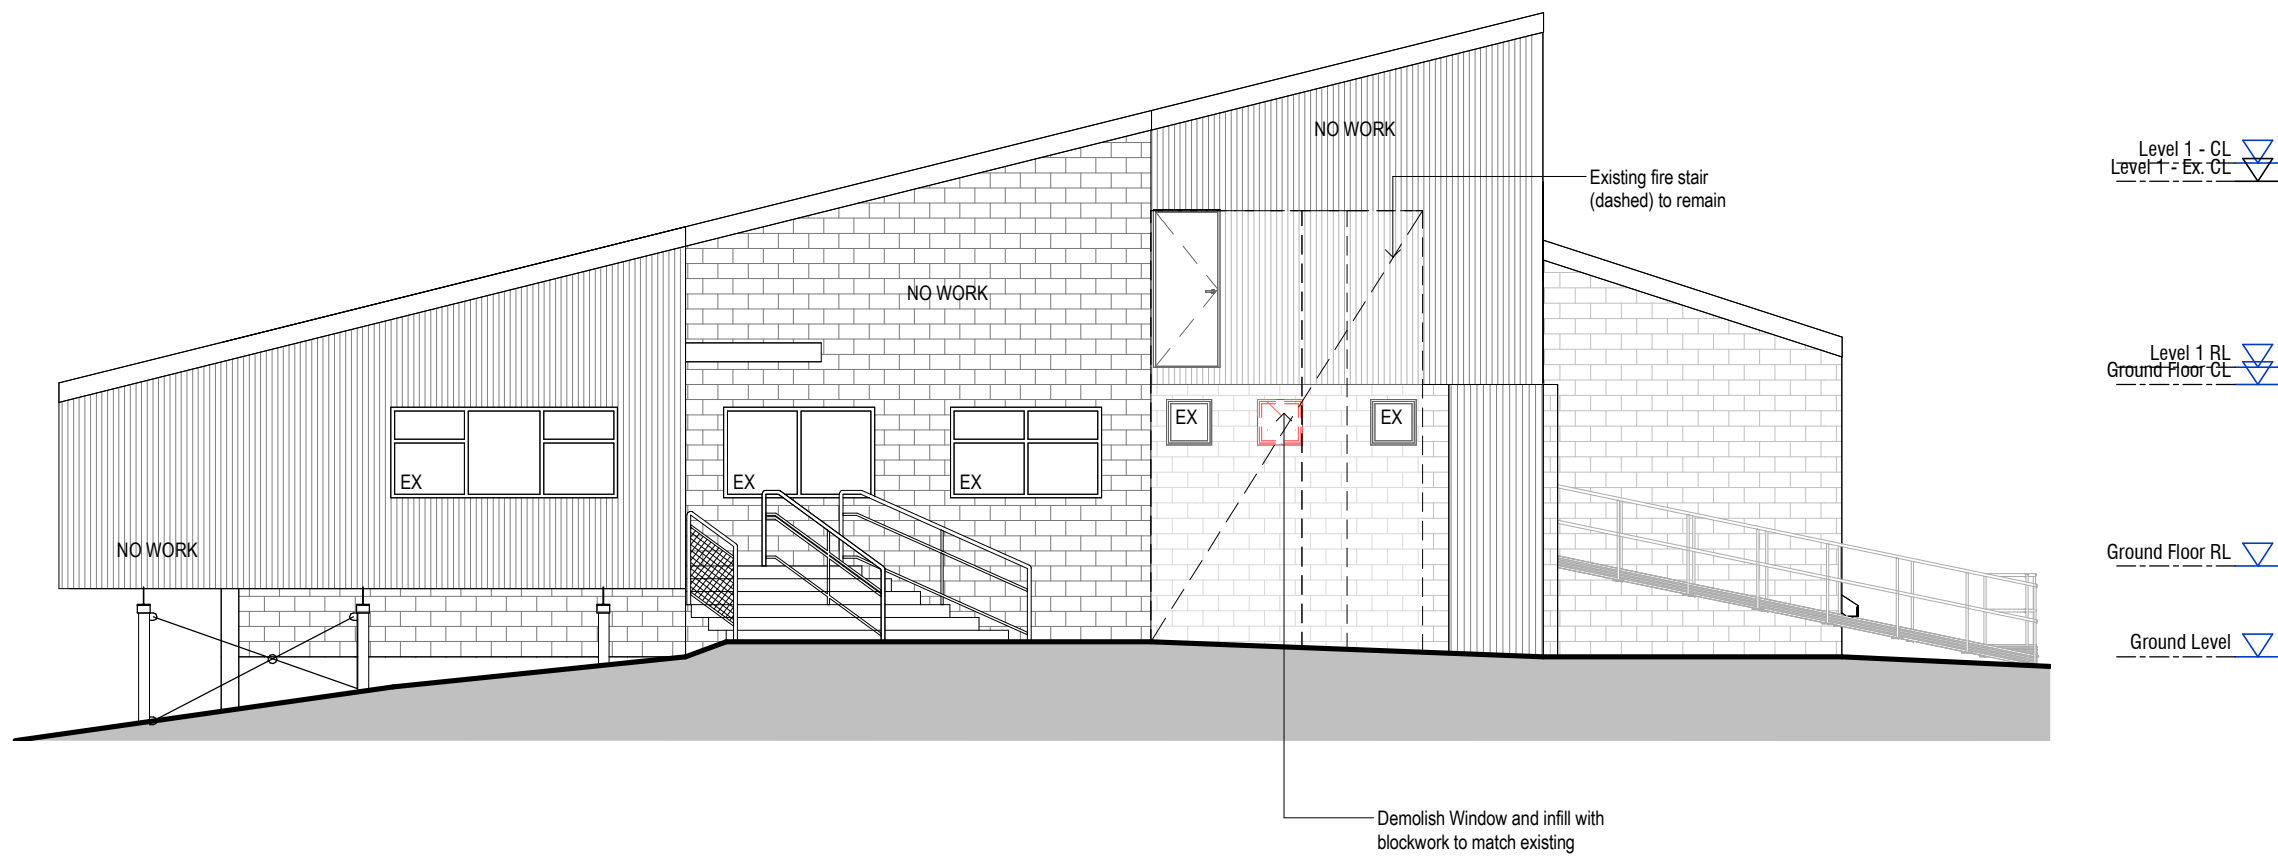 NO WORK
Level 1 - CL
Level 1 - Ex. CL
Existing fire stair
(dashed) to remain
NO WORK
Level 1 RL
Ground Floor CL
EX
EX
EX
EX
EX
NO WORK
Ground Floor RL
Ground Level
Demolish Window and infill with
blockwork to match existing